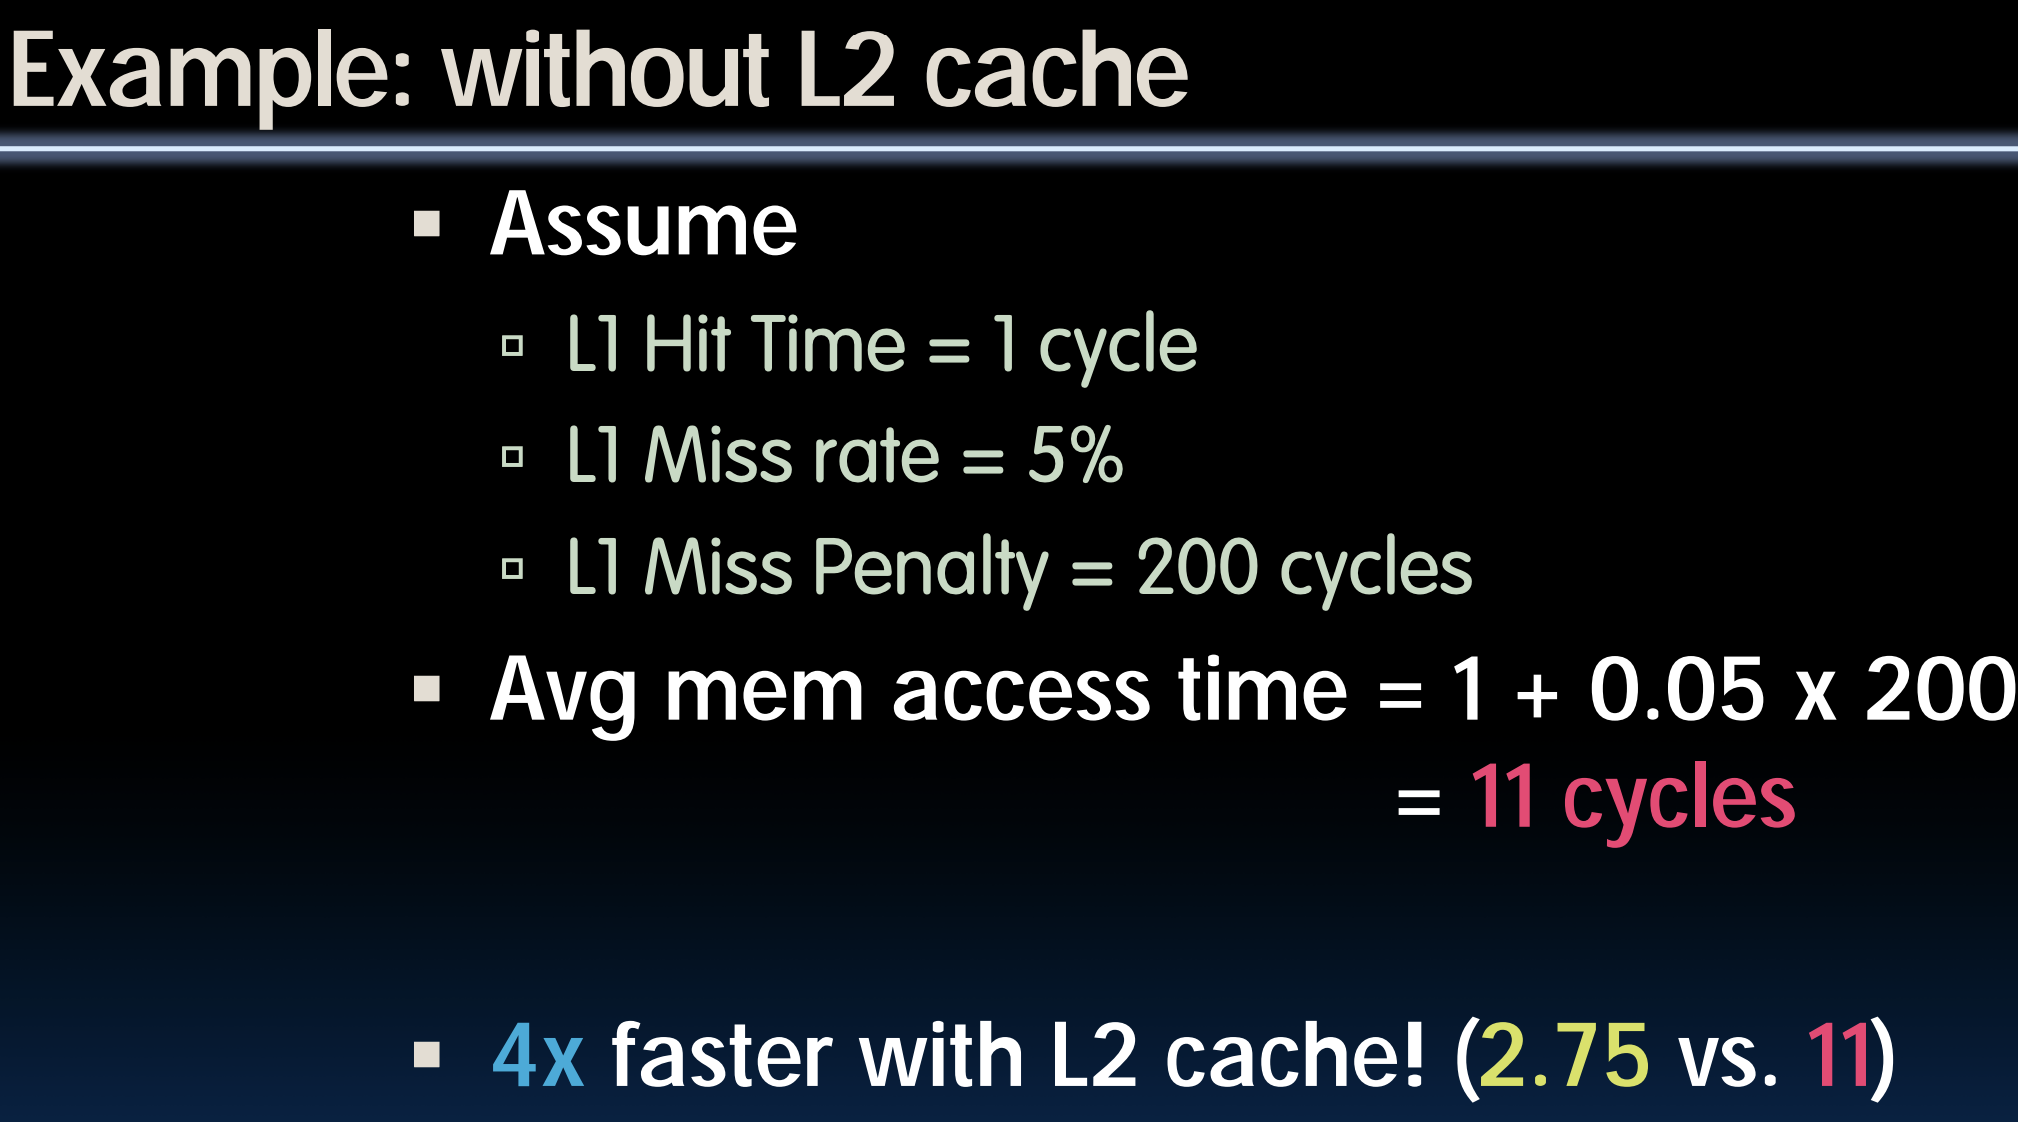 Example: without L2 cache
Assume
L1 Hit Time = 1 cycle
L1 Miss rate = 5%
L1 Miss Penalty = 200 cycles
Avg mem access time = 1 + 0.05 x 200
= 11 cycles
4x faster with L2 cache! (2.75 vs. 11)